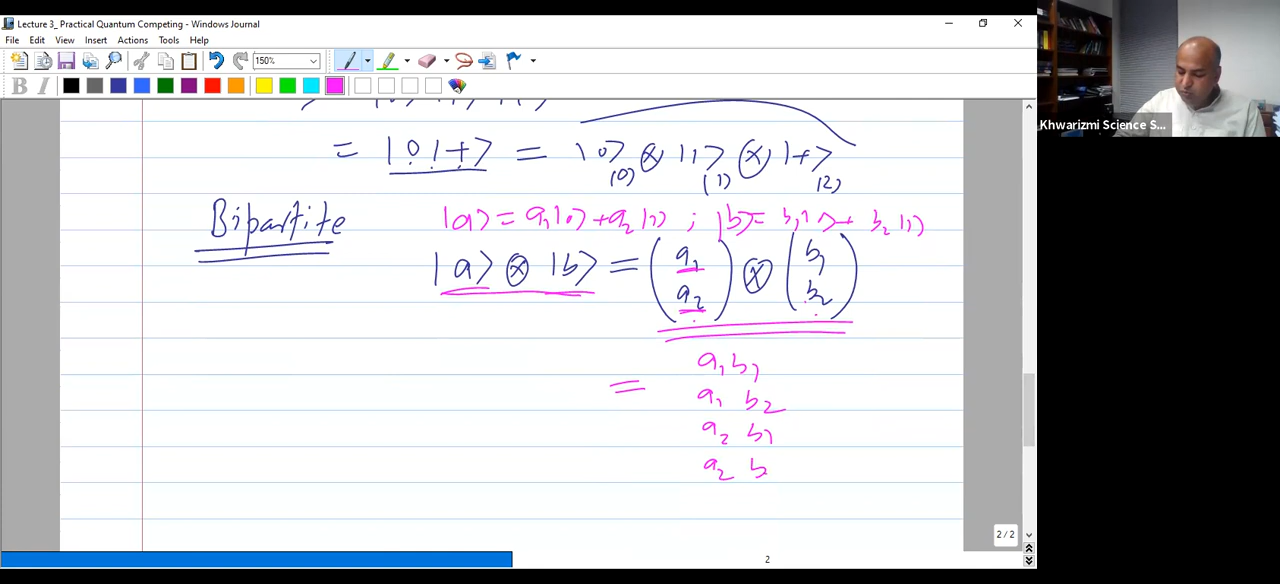 Lecture 3_ Practical Quantum Competing - Windows Journal
File Edit View Insert Actions Tools Help
150%
B I
Khwarizmi Science S...
= |0 1 +> = |0> ⊗ |1> ⊗ |+>
(0) (1) (2)
Bipartite |a> = a₁|0> + a₂|1> ; |b> = b₁|0> + b₂|1>
|a> ⊗ |b> = (a₁ a₂) ⊗ (b₁ b₂)
= a₁ b₁
a₁ b₂
a₂ b₁
a₂ b
2 / 2
2